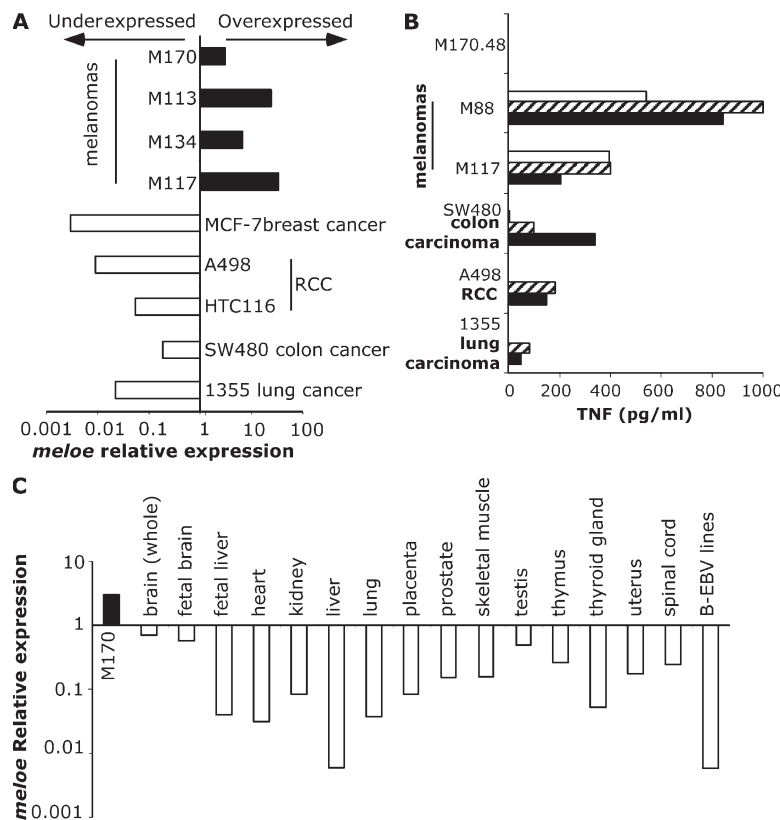 A
Underexpressed
Overexpressed
melanomas
M170
M113
M134
M117
MCF-7breast cancer
A498
HTC116
RCC
SW480 colon cancer
1355 lung cancer
0.001 0.01 0.1 1 10 100
meloe relative expression
B
melanomas
M170.48
M88
M117
SW480
colon
carcinoma
A498
RCC
1355
lung
carcinoma
0 200 400 600 800 1000
TNF (pg/ml)
C
meloe Relative expression
10
1
0.1
0.01
0.001
M170
brain (whole)
fetal brain
fetal liver
heart
kidney
liver
lung
placenta
prostate
skeletal muscle
testis
thymus
thyroid gland
uterus
spinal cord
B-EBV lines